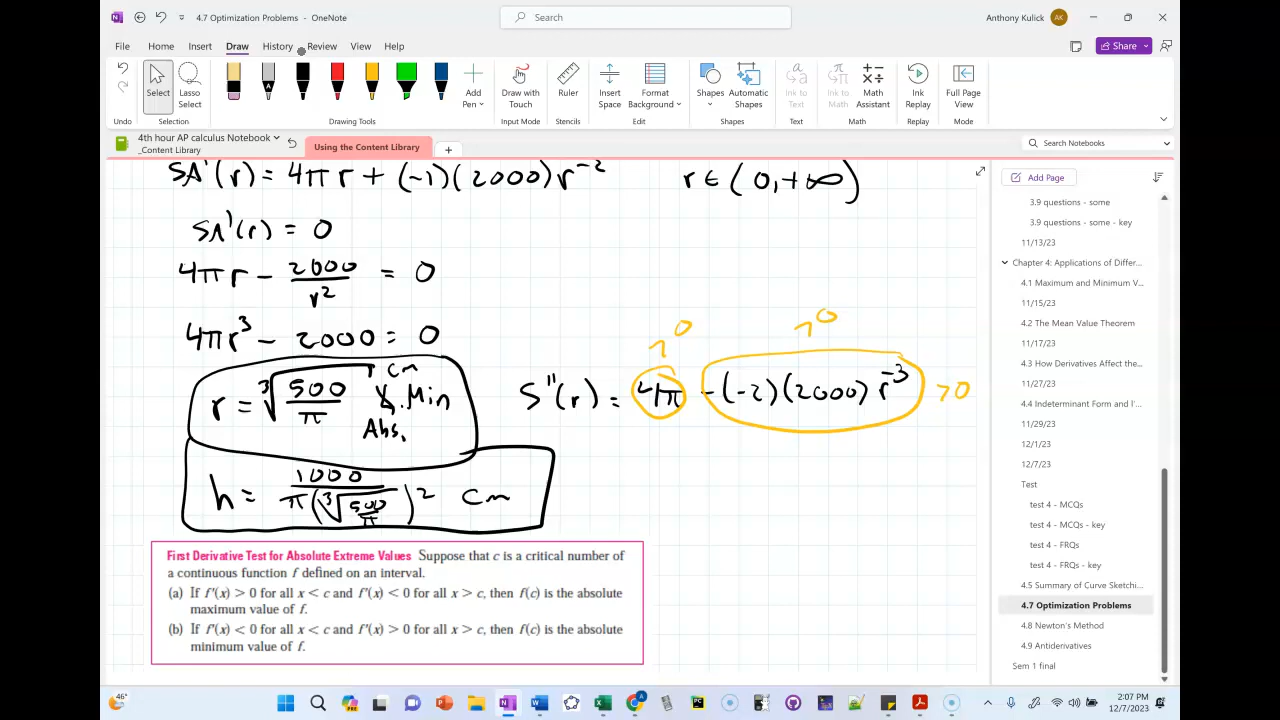 4.7 Optimization Problems - OneNote
Search
Anthony Kulick
AK
File Home Insert Draw History Review View Help
Share
Select
Lasso Select
Add Pen
Draw with Touch
Ruler
Insert Space
Format Background
Shapes
Automatic Shapes
Ink to Text
Ink to Math
Math Assistant
Ink Replay
Full Page View
Undo
Selection
Drawing Tools
Input Mode
Stencils
Edit
Shapes
Text
Math
Replay
Mode
4th hour AP calculus Notebook
_Content Library
Using the Content Library
Search Notebooks
SA'(r) = 4πr + (-1)(2000)r⁻² r ∈ (0, +∞)
SA'(r) = 0
4πr - 2000/r² = 0
4πr³ - 2000 = 0
r = ³√(500/π) cm
Min
Abs.
S''(r) = 4π - (-2)(2000)r⁻³ >0
>0
>0
h = 1000/π(³√(500/π))² cm
First Derivative Test for Absolute Extreme Values Suppose that c is a critical number of
a continuous function f defined on an interval.
(a) If f'(x) > 0 for all x < c and f'(x) < 0 for all x > c, then f(c) is the absolute
maximum value of f.
(b) If f'(x) < 0 for all x < c and f'(x) > 0 for all x > c, then f(c) is the absolute
minimum value of f.
Add Page
3.9 questions - some
3.9 questions - some - key
11/13/23
Chapter 4: Applications of Differ...
4.1 Maximum and Minimum V...
11/15/23
4.2 The Mean Value Theorem
11/17/23
4.3 How Derivatives Affect the...
11/27/23
4.4 Indeterminant Form and l'...
11/29/23
12/1/23
12/7/23
Test
test 4 - MCQs
test 4 - MCQs - key
test 4 - FRQs
test 4 - FRQs - key
4.5 Summary of Curve Sketchi...
4.7 Optimization Problems
4.8 Newton's Method
4.9 Antiderivatives
Sem 1 final
46°
2:07 PM
12/7/2023